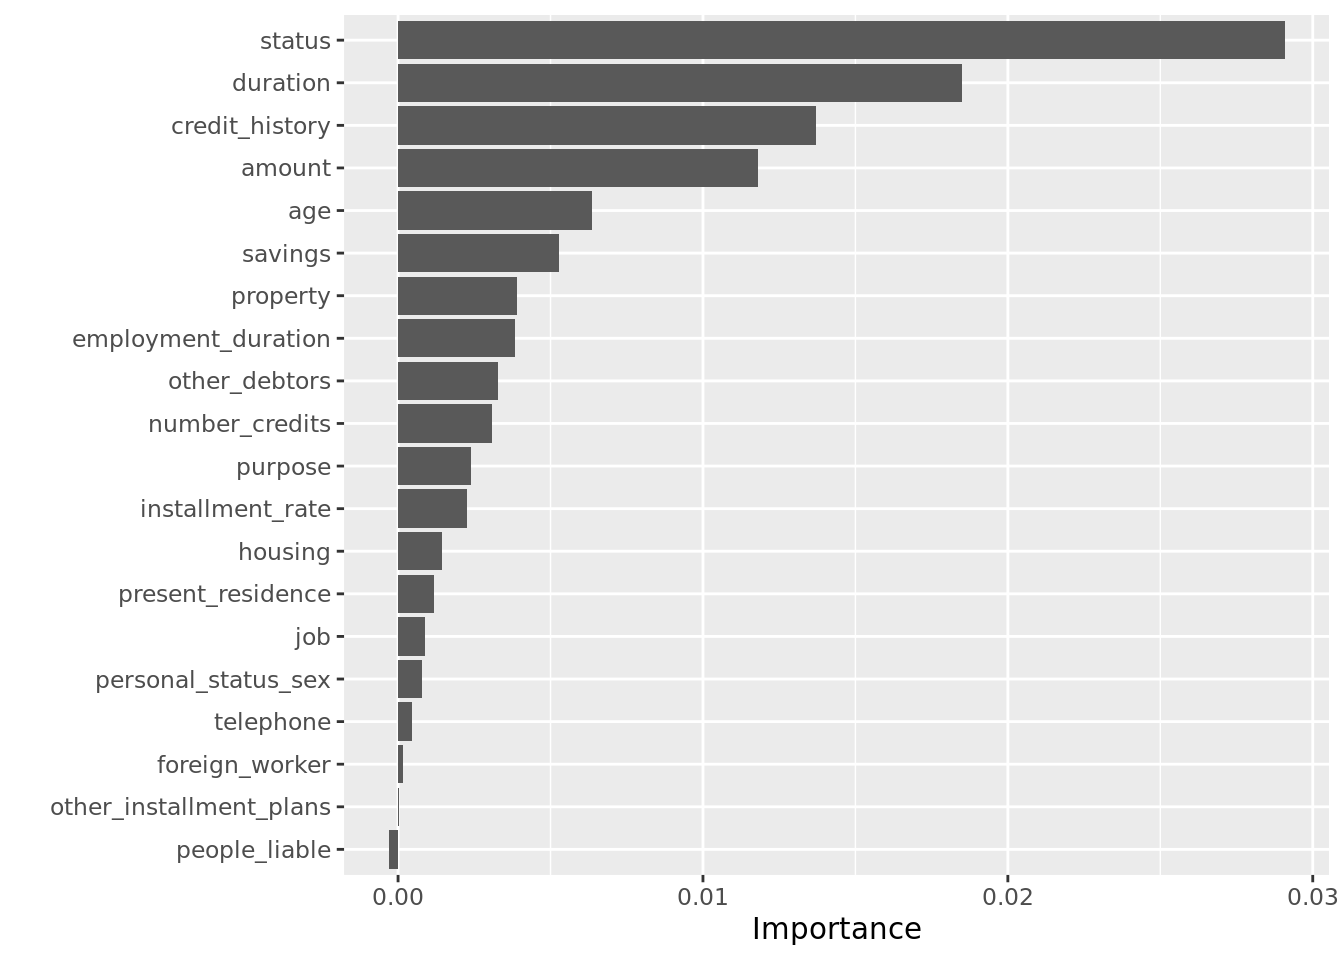 status
duration
credit_history
amount
age
savings
property
employment_duration
other_debtors
number_credits
purpose
installment_rate
housing
present_residence
job
personal_status_sex
telephone
foreign_worker
other_installment_plans
people_liable
0.00 0.01 0.02 0.03
Importance